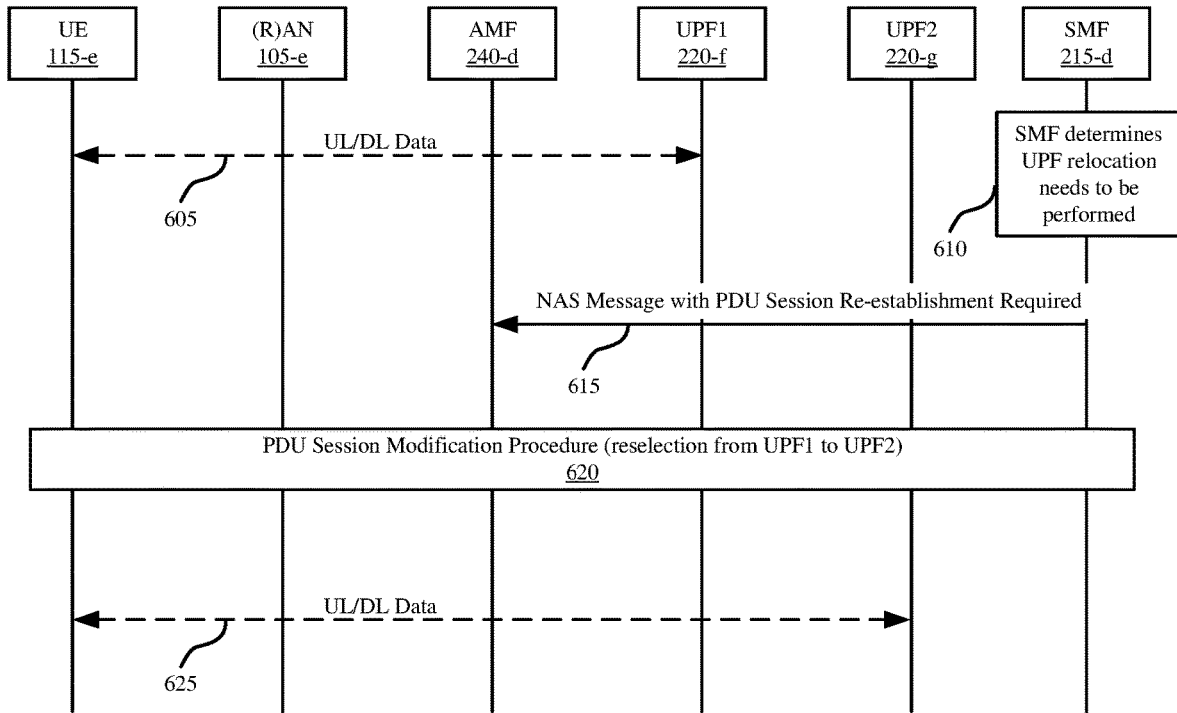 UE
115-e
(R)AN
105-e
AMF
240-d
UPF1
220-f
UPF2
220-g
SMF
215-d
UL/DL Data
605
SMF determines
UPF relocation
needs to be
performed
610
NAS Message with PDU Session Re-establishment Required
615
PDU Session Modification Procedure (reselection from UPF1 to UPF2)
620
UL/DL Data
625